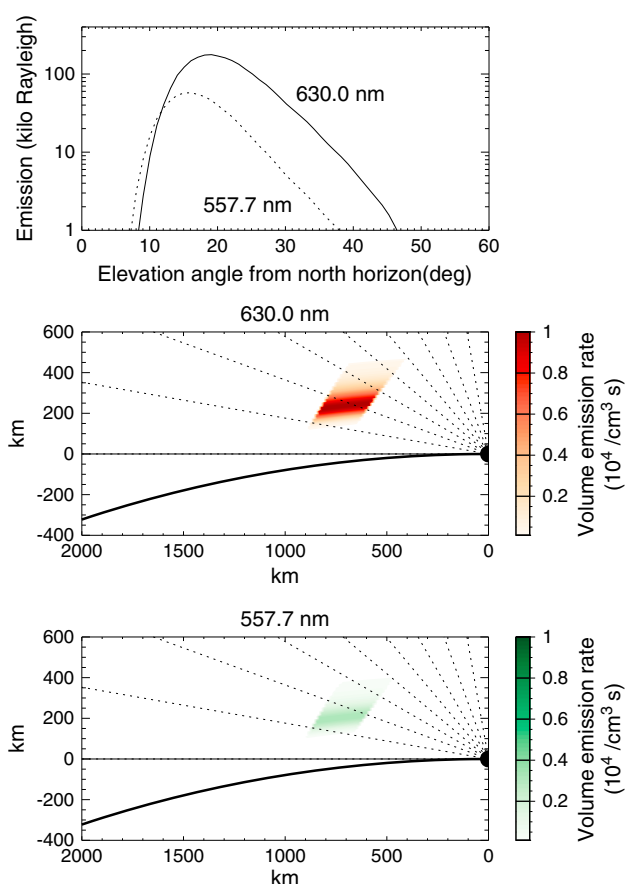 Emission (kilo Rayleigh)
100
10
1
630.0 nm
557.7 nm
0 10 20 30 40 50 60
Elevation angle from north horizon(deg)
630.0 nm
km
600
400
200
0
-200
-400
2000 1500 1000 500 0
km
1
0.8
0.6
0.4
0.2
Volume emission rate
(10⁴ /cm³ s)
557.7 nm
km
600
400
200
0
-200
-400
2000 1500 1000 500 0
km
1
0.8
0.6
0.4
0.2
Volume emission rate
(10⁴ /cm³ s)